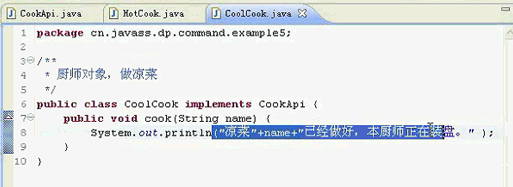 CookApi.java
HotCook.java
CoolCook.java
1 package cn.javass.dp.command.example5;
2
3 /**
4 * 厨师对象，做凉菜
5 */
6 public class CoolCook implements CookApi {
7 public void cook(String name) {
8 System.out.println("凉菜"+name+"已经做好，本厨师正在装盘。" );
9 }
10 }